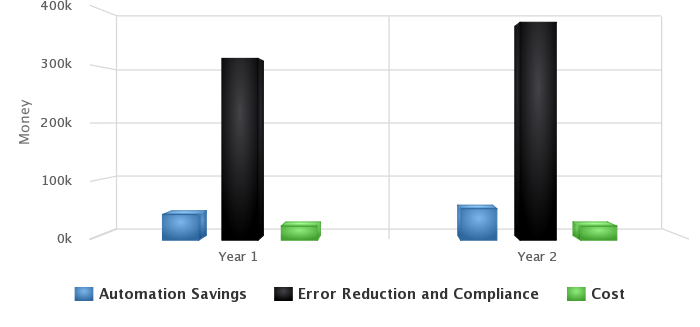 400k
300k
200k
100k
0k
Money
Year 1
Year 2
Automation Savings
Error Reduction and Compliance
Cost